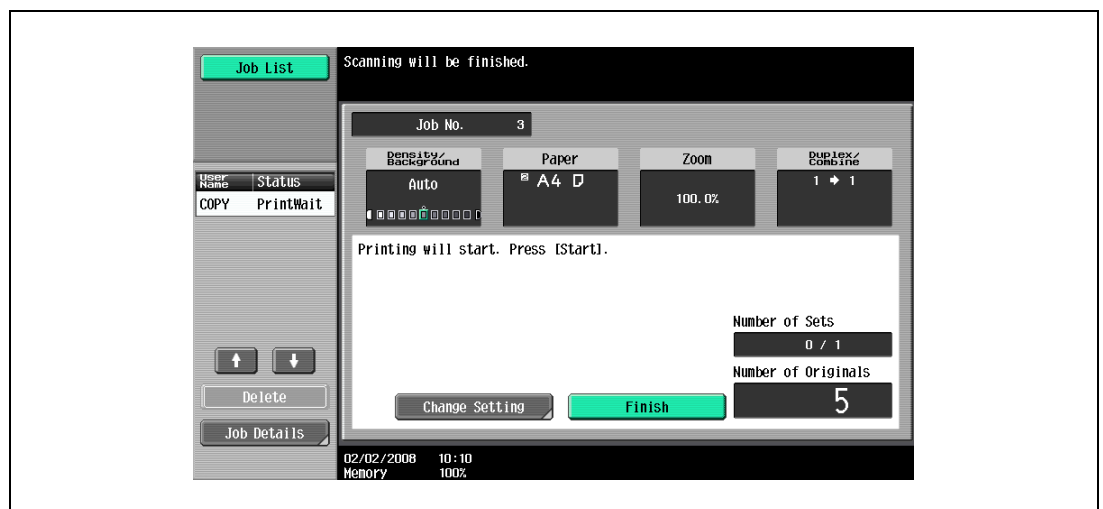 Job List
Scanning will be finished.
Job No. 3
Density/
Background
Paper
Zoom
Duplex/
Combine
Auto
2 A4
100.0%
1 → 1
User
Name
Status
COPY PrintWait
Printing will start. Press [Start].
Number of Sets
0 / 1
Number of Originals
5
Delete
Change Setting
Finish
Job Details
02/02/2008 10:10
Memory 100%